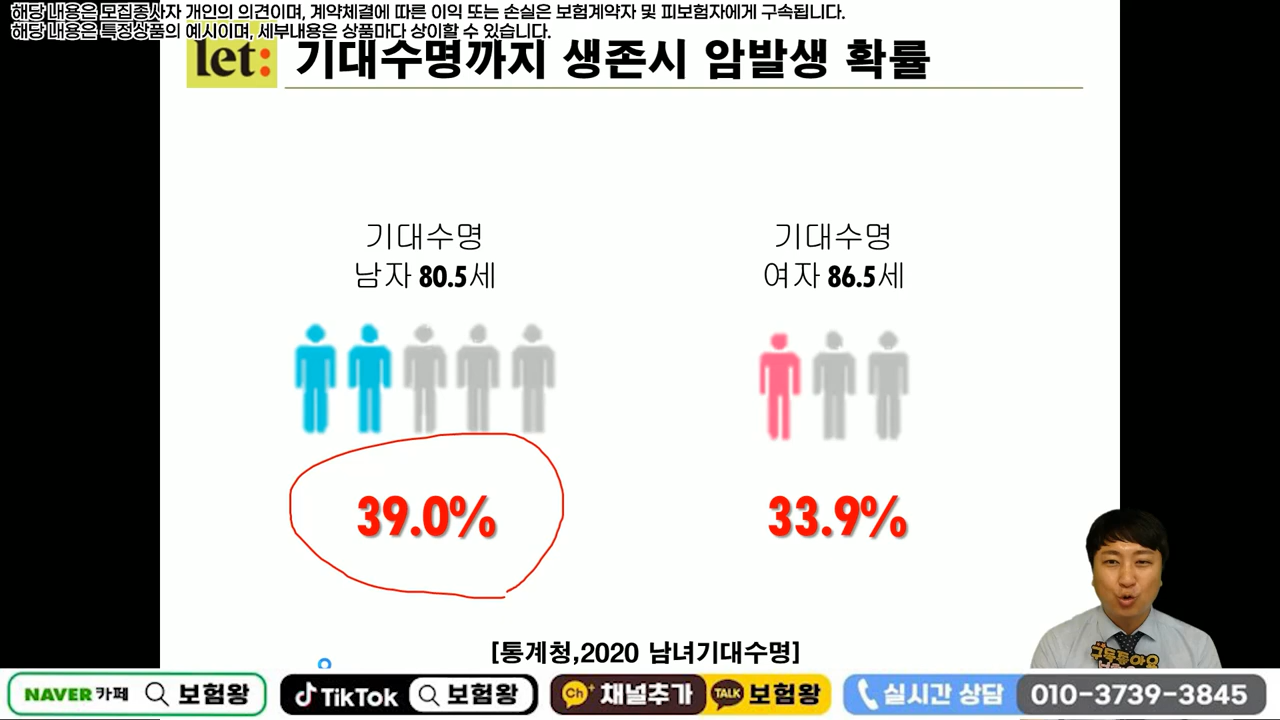 해당 내용은 모집종사자 개인의 의견이며, 계약체결에 따른 이익 또는 손실은 보험계약자 및 피보험자에게 구속됩니다.
해당 내용은 특정상품의 예시이며, 세부내용은 상품마다 상이할 수 있습니다.
let: 기대수명까지 생존시 암발생 확률
기대수명
남자 80.5세
기대수명
여자 86.5세
39.0%
33.9%
[통계청,2020 남녀기대수명]
구독좋아요
NAVER 카페 보험왕
TikTok 보험왕
Ch+ 채널추가 TALK 보험왕
실시간 상담 010-3739-3845